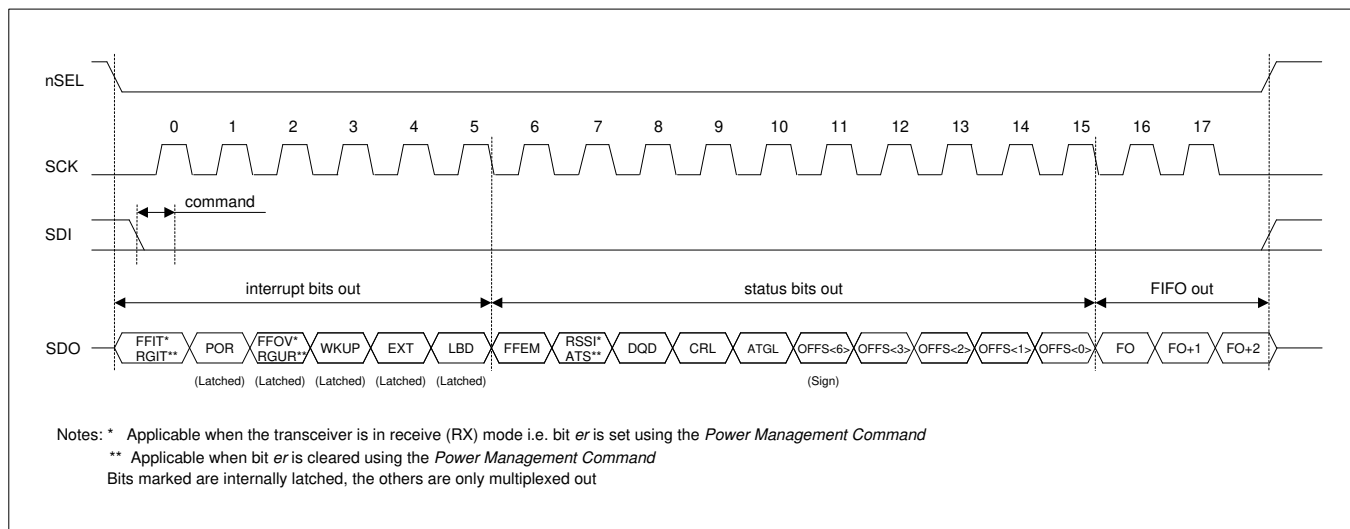 nSEL
0 1 2 3 4 5 6 7 8 9 10 11 12 13 14 15 16 17
SCK
command
SDI
interrupt bits out status bits out FIFO out
SDO
FFIT* RGIT** POR FFOV* RGUR** WKUP EXT LBD FFEM RSSI* ATS** DQD CRL ATGL OFFS<6> OFFS<3> OFFS<2> OFFS<1> OFFS<0> FO FO+1 FO+2
(Latched) (Latched) (Latched) (Latched) (Latched) (Sign)
Notes: * Applicable when the transceiver is in receive (RX) mode i.e. bit er is set using the Power Management Command
** Applicable when bit er is cleared using the Power Management Command
Bits marked are internally latched, the others are only multiplexed out